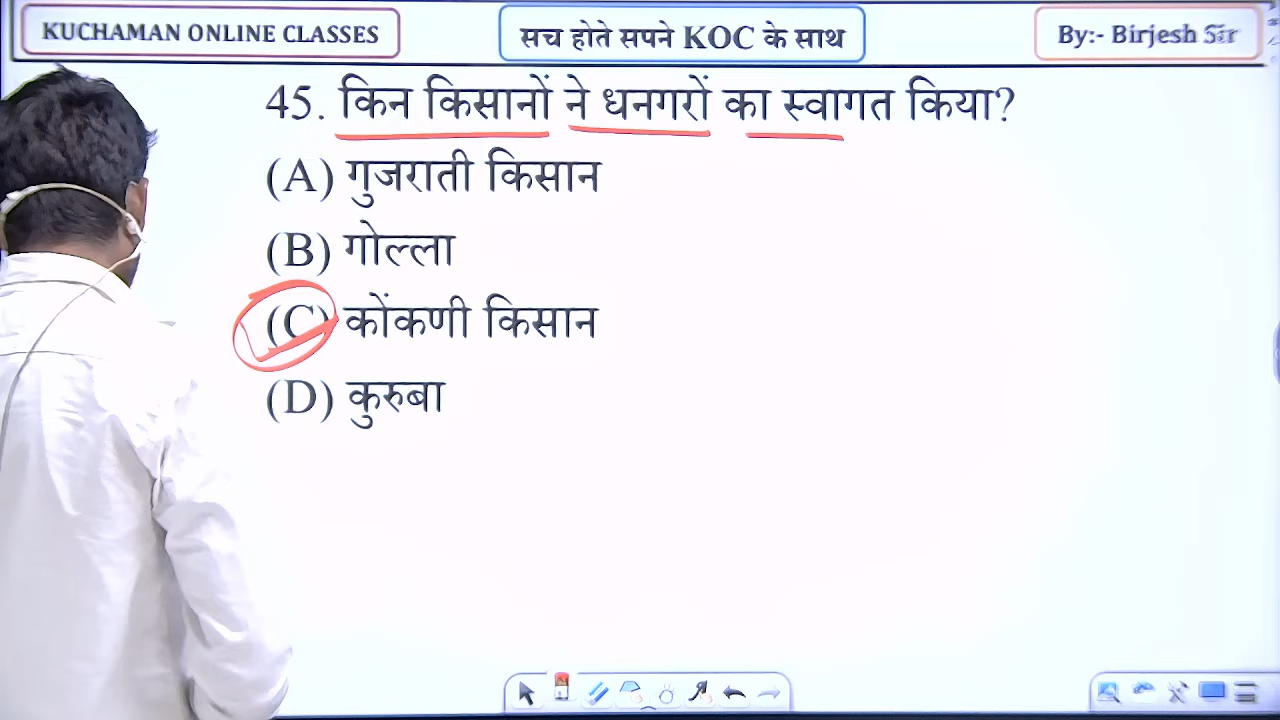 KUCHAMAN ONLINE CLASSES
सच होते सपने KOC के साथ
By:- Birjesh Sir
45. किन किसानों ने धनगरों का स्वागत किया?
(A) गुजराती किसान
(B) गोल्ला
(C) कोंकणी किसान
(D) कुरुबा